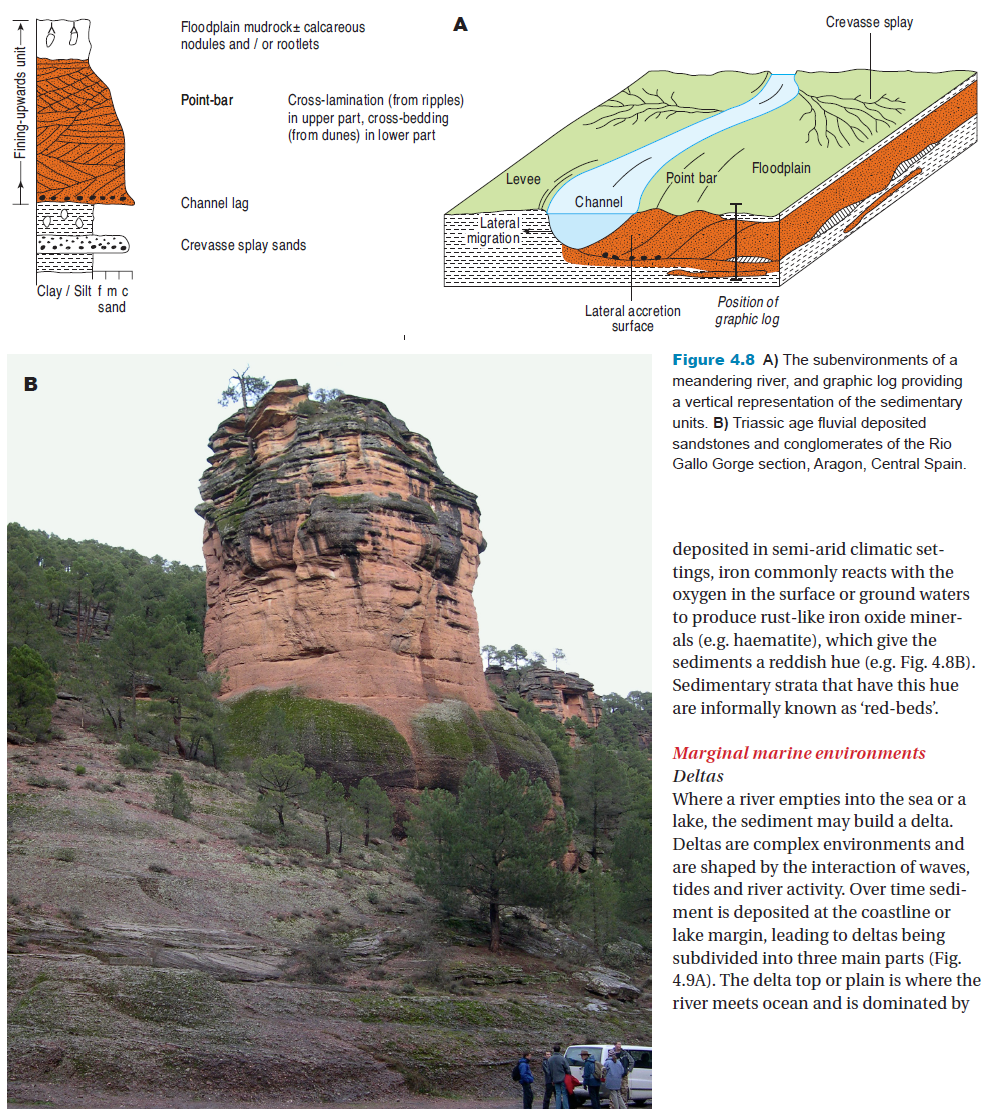 Fining-upwards unit
Floodplain mudrock± calcareous
nodules and / or rootlets
Point-bar
Cross-lamination (from ripples)
in upper part, cross-bedding
(from dunes) in lower part
Channel lag
Crevasse splay sands
Clay / Silt f m c
sand
A
Crevasse splay
Levee
Channel
Point bar
Floodplain
Lateral
migration
Lateral accretion
surface
Position of
graphic log
B
Figure 4.8 A) The subenvironments of a
meandering river, and graphic log providing
a vertical representation of the sedimentary
units. B) Triassic age fluvial deposited
sandstones and conglomerates of the Rio
Gallo Gorge section, Aragon, Central Spain.
deposited in semi-arid climatic set-
tings, iron commonly reacts with the
oxygen in the surface or ground waters
to produce rust-like iron oxide miner-
als (e.g. haematite), which give the
sediments a reddish hue (e.g. Fig. 4.8B).
Sedimentary strata that have this hue
are informally known as ‘red-beds’.
Marginal marine environments
Deltas
Where a river empties into the sea or a
lake, the sediment may build a delta.
Deltas are complex environments and
are shaped by the interaction of waves,
tides and river activity. Over time sedi-
ment is deposited at the coastline or
lake margin, leading to deltas being
subdivided into three main parts (Fig.
4.9A). The delta top or plain is where the
river meets ocean and is dominated by